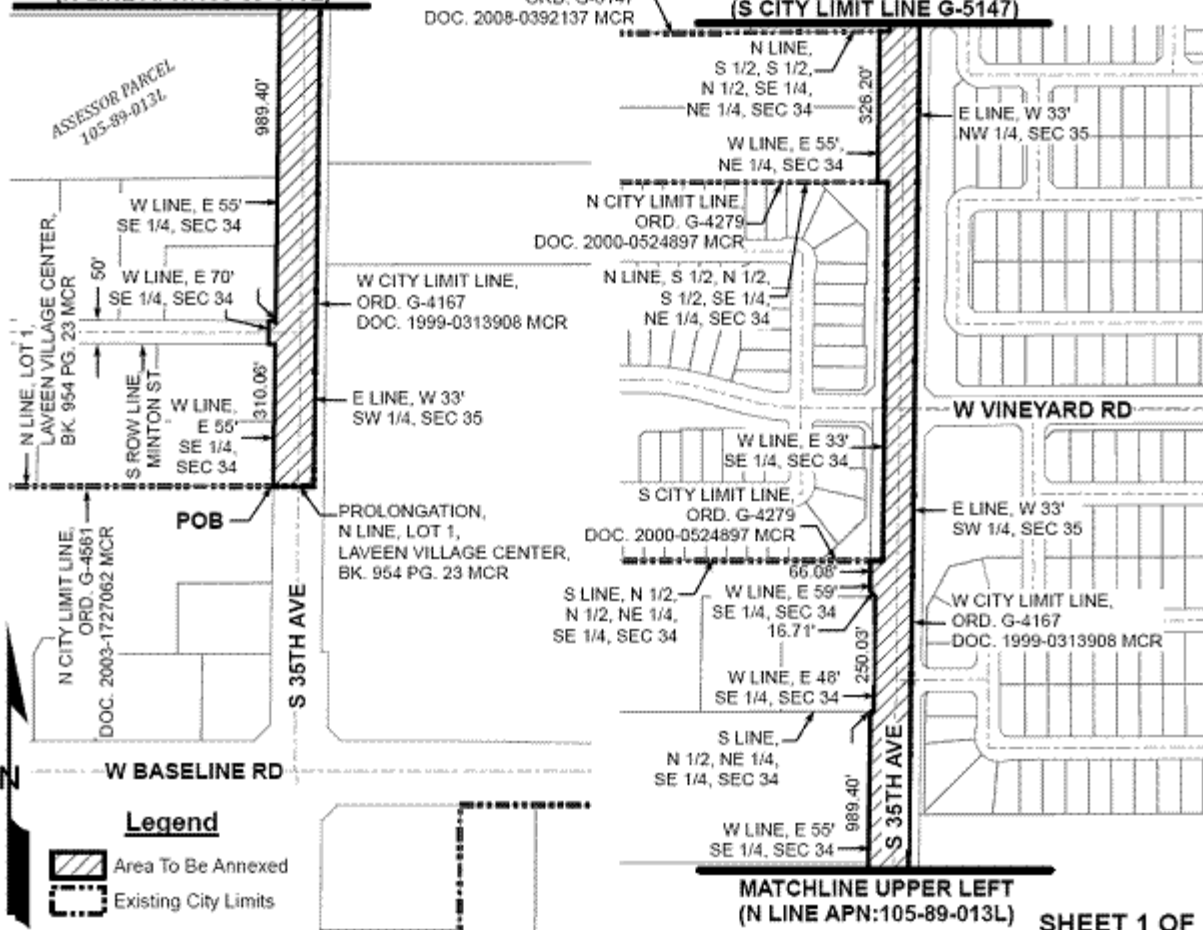 ORD. G-5147
DOC. 2008-0392137 MCR
ASSESSOR PARCEL
105-89-013L
989.40'
W LINE, E 55'
SE 1/4, SEC 34
50'
W LINE, E 70'
SE 1/4, SEC 34
N LINE, LOT 1,
LAVEEN VILLAGE CENTER,
BK. 954 PG. 23 MCR
S ROW LINE,
MINTON ST
310.06'
W LINE,
E 55'
SE 1/4,
SEC 34
W CITY LIMIT LINE,
ORD. G-4167
DOC. 1999-0313908 MCR
E LINE, W 33'
SW 1/4, SEC 35
POB
PROLONGATION,
N LINE, LOT 1,
LAVEEN VILLAGE CENTER,
BK. 954 PG. 23 MCR
N CITY LIMIT LINE,
ORD. G-4561
DOC. 2003-1727062 MCR
S 35TH AVE
W BASELINE RD
N
Legend
Area To Be Annexed
Existing City Limits
(S CITY LIMIT LINE G-5147)
N LINE,
S 1/2, S 1/2,
N 1/2, SE 1/4,
NE 1/4, SEC 34
326.20'
E LINE, W 33'
NW 1/4, SEC 35
W LINE, E 55',
NE 1/4, SEC 34
N CITY LIMIT LINE,
ORD. G-4279
DOC. 2000-0524897 MCR
N LINE, S 1/2, N 1/2,
S 1/2, SE 1/4,
NE 1/4, SEC 34
W VINEYARD RD
W LINE, E 33'
SE 1/4, SEC 34
S CITY LIMIT LINE,
ORD. G-4279
DOC. 2000-0524897 MCR
E LINE, W 33'
SW 1/4, SEC 35
66.08'
S LINE, N 1/2,
N 1/2, NE 1/4,
SE 1/4, SEC 34
W LINE, E 59'
SE 1/4, SEC 34
16.71'
250.03'
W CITY LIMIT LINE,
ORD. G-4167
DOC. 1999-0313908 MCR
W LINE, E 48'
SE 1/4, SEC 34
S LINE,
N 1/2, NE 1/4,
SE 1/4, SEC 34
S 35TH AVE
989.40'
W LINE, E 55'
SE 1/4, SEC 34
MATCHLINE UPPER LEFT
(N LINE APN:105-89-013L)
SHEET 1 OF